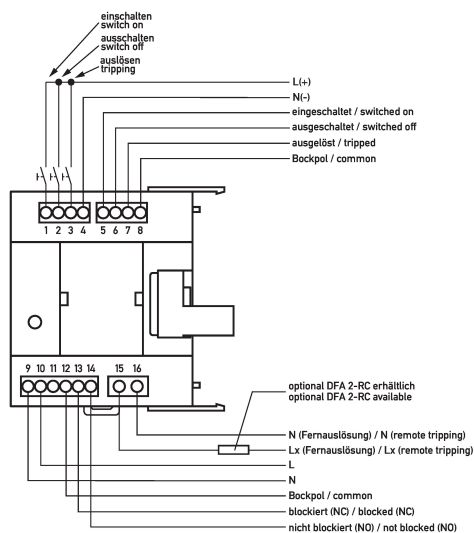 einschalten
switch on
ausschalten
switch off
auslösen
tripping
L(+)
N(-)
eingeschaltet / switched on
ausgeschaltet / switched off
ausgelöst / tripped
Bockpol / common
1 2 3 4 5 6 7 8
9 10 11 12 13 14 15 16
optional DFA 2-RC erhältlich
optional DFA 2-RC available
N (Fernauslösung) / N (remote tripping)
Lx (Fernauslösung) / Lx (remote tripping)
L
N
Bockpol / common
blockiert (NC) / blocked (NC)
nicht blockiert (NO) / not blocked (NO)